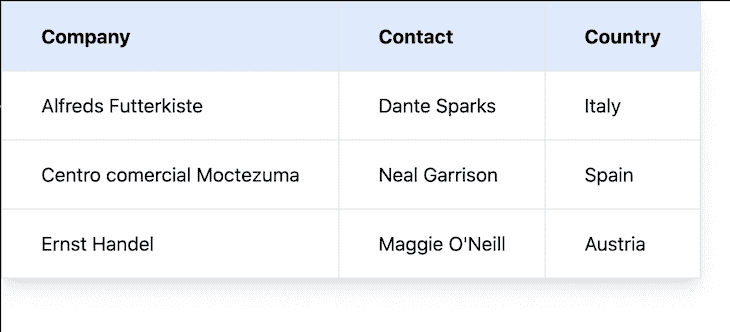 Company Contact Country
Alfreds Futterkiste Dante Sparks Italy
Centro comercial Moctezuma Neal Garrison Spain
Ernst Handel Maggie O'Neill Austria